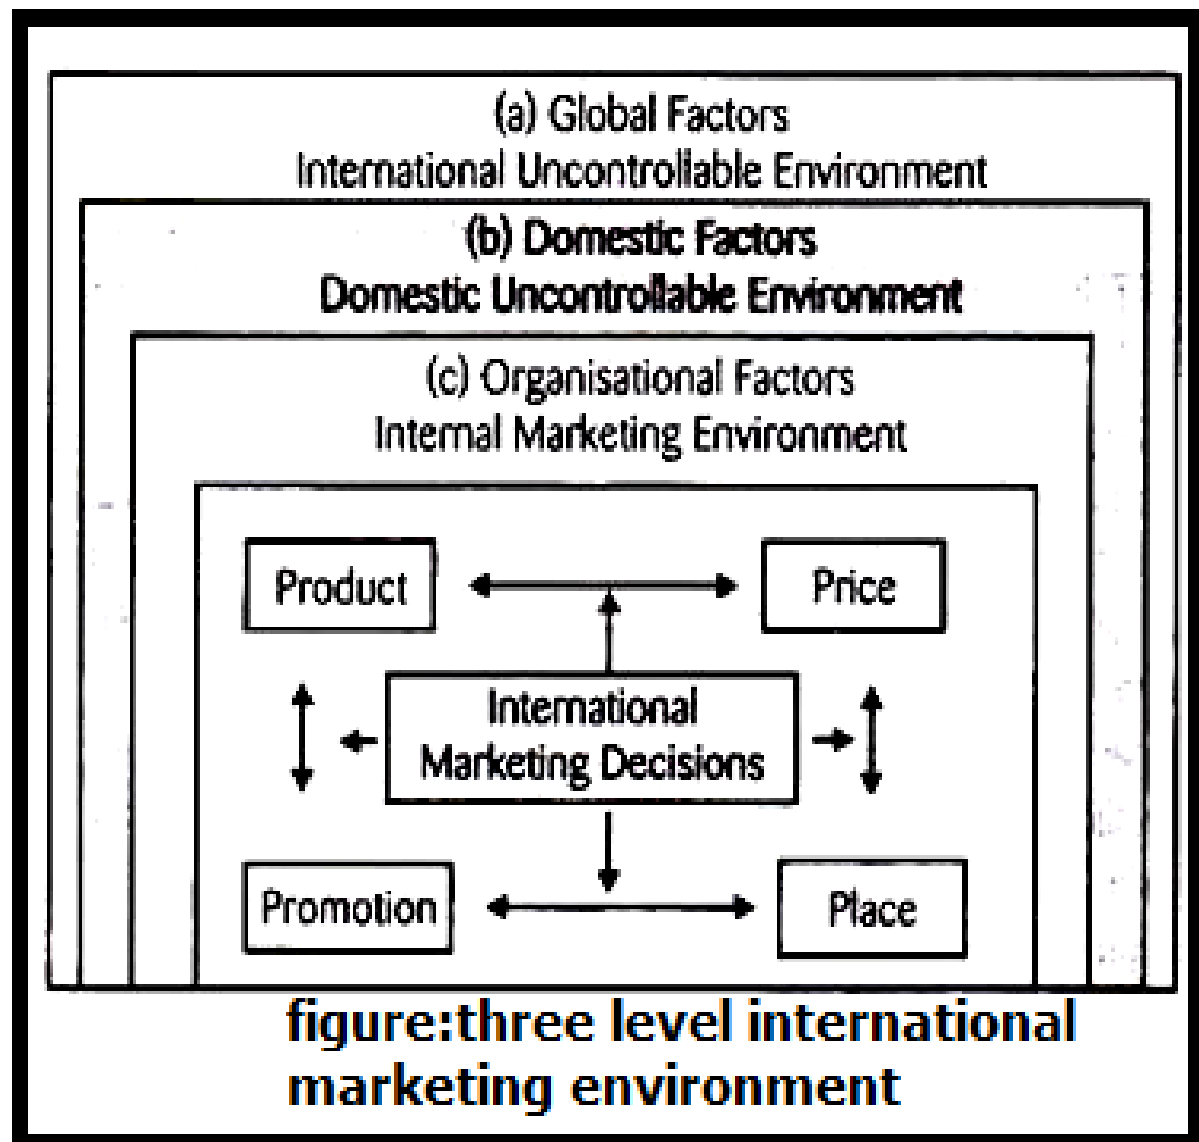 (a) Global Factors
International Uncontrollable Environment
(b) Domestic Factors
Domestic Uncontrollable Environment
(c) Organisational Factors
Internal Marketing Environment
Product
Price
International
Marketing Decisions
Promotion
Place
figure:three level international
marketing environment